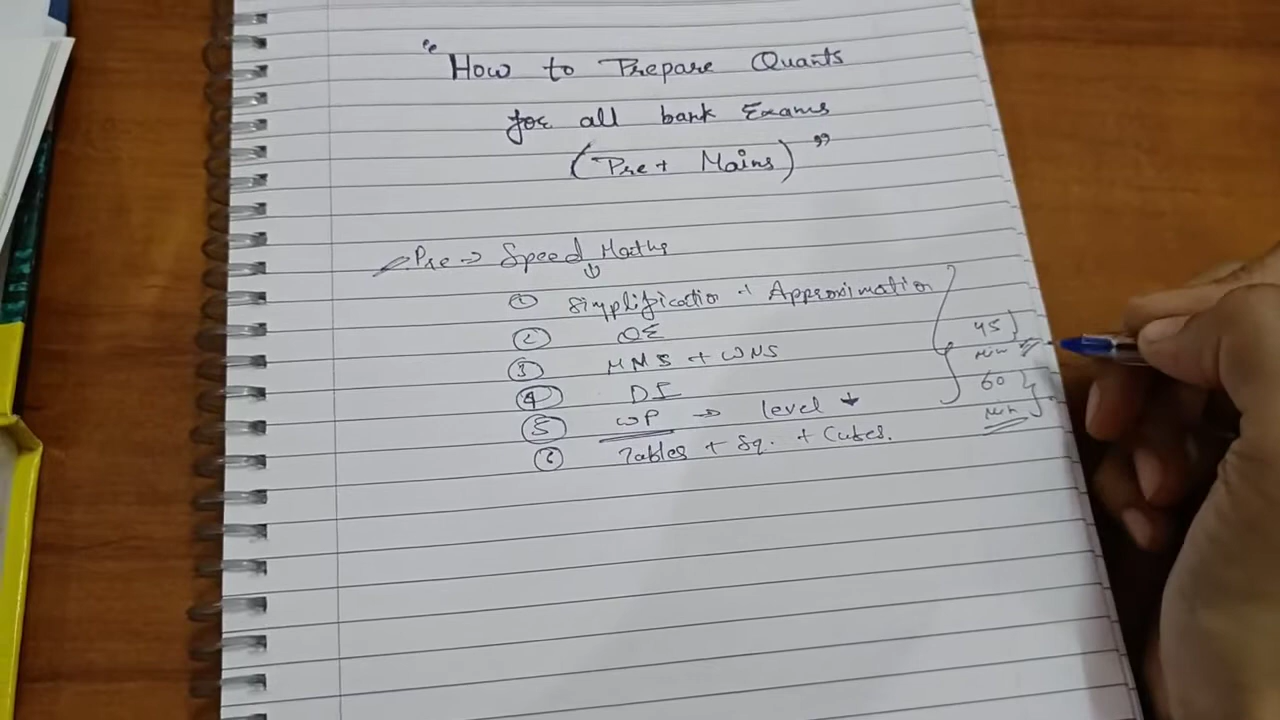 "How to Prepare Quants
for all bank Exams
(Pre + Mains)"
Pre → Speed Maths
↓
① Simplification + Approximation
② QE
③ MNS + WNS
④ DI
⑤ WP → level ↓
⑥ Tables + Sq. + Cubes.
45
Min
60
Min